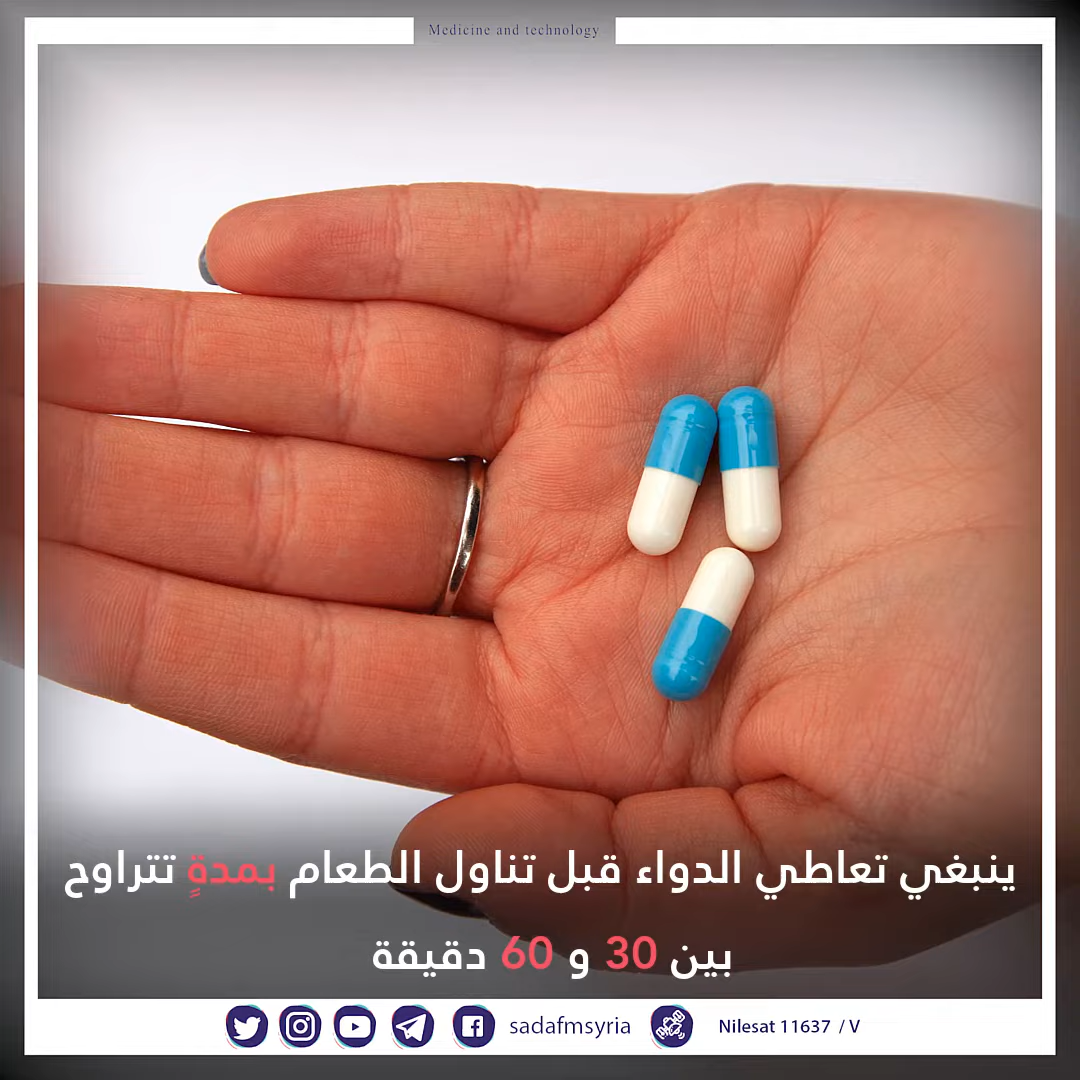 Medicine and technology
ينبغي تعاطي الدواء قبل تناول الطعام بمدةٍ تتراوح
بين 30 و 60 دقيقة
sadafmsyria Nilesat 11637 / V